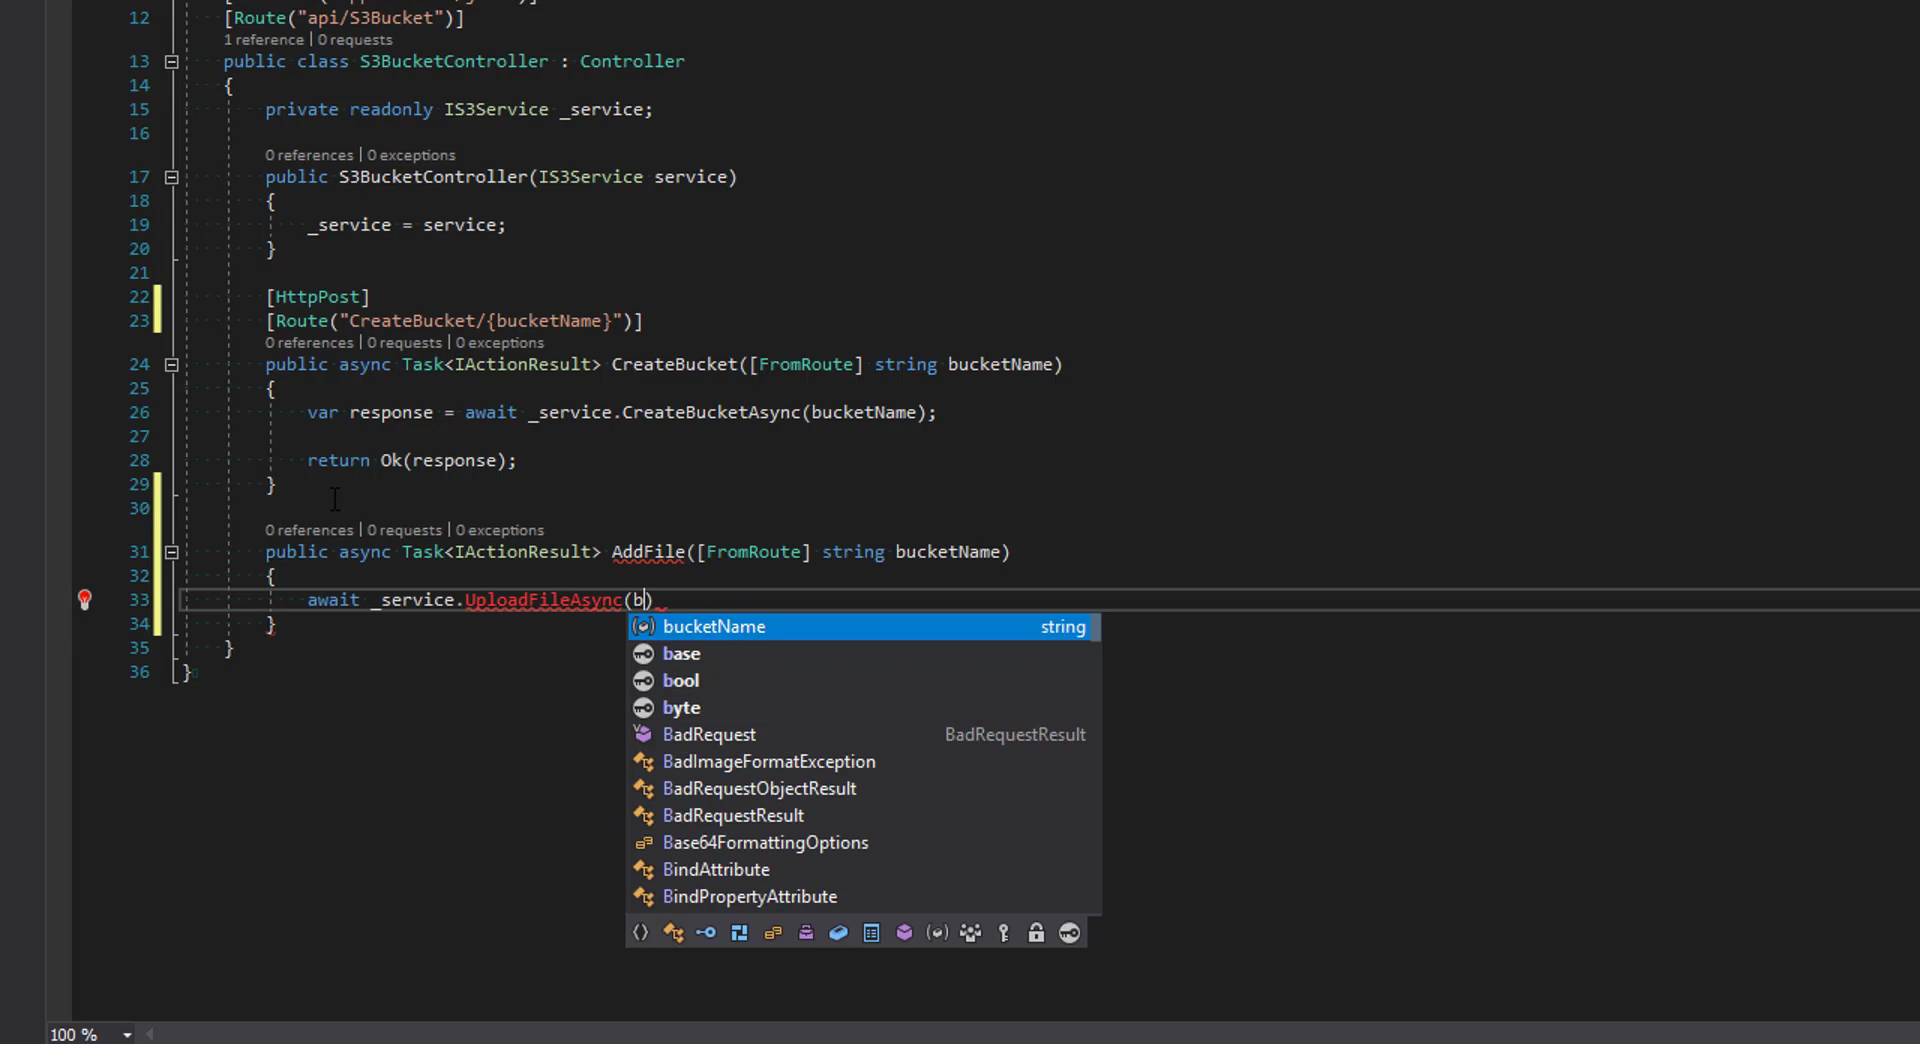 12 [Route("api/S3Bucket")]
1 reference | 0 requests
13 public class S3BucketController : Controller
14 {
15 private readonly IS3Service _service;
16
0 references | 0 exceptions
17 public S3BucketController(IS3Service service)
18 {
19 _service = service;
20 }
21
22 [HttpPost]
23 [Route("CreateBucket/{bucketName}")]
0 references | 0 requests | 0 exceptions
24 public async Task<IActionResult> CreateBucket([FromRoute] string bucketName)
25 {
26 var response = await _service.CreateBucketAsync(bucketName);
27
28 return Ok(response);
29 }
30
0 references | 0 requests | 0 exceptions
31 public async Task<IActionResult> AddFile([FromRoute] string bucketName)
32 {
33 await _service.UploadFileAsync(b)
34 }
35 }
36 }
bucketName string
base
bool
byte
BadRequest BadRequestResult
BadImageFormatException
BadRequestObjectResult
BadRequestResult
Base64FormattingOptions
BindAttribute
BindPropertyAttribute
100 %